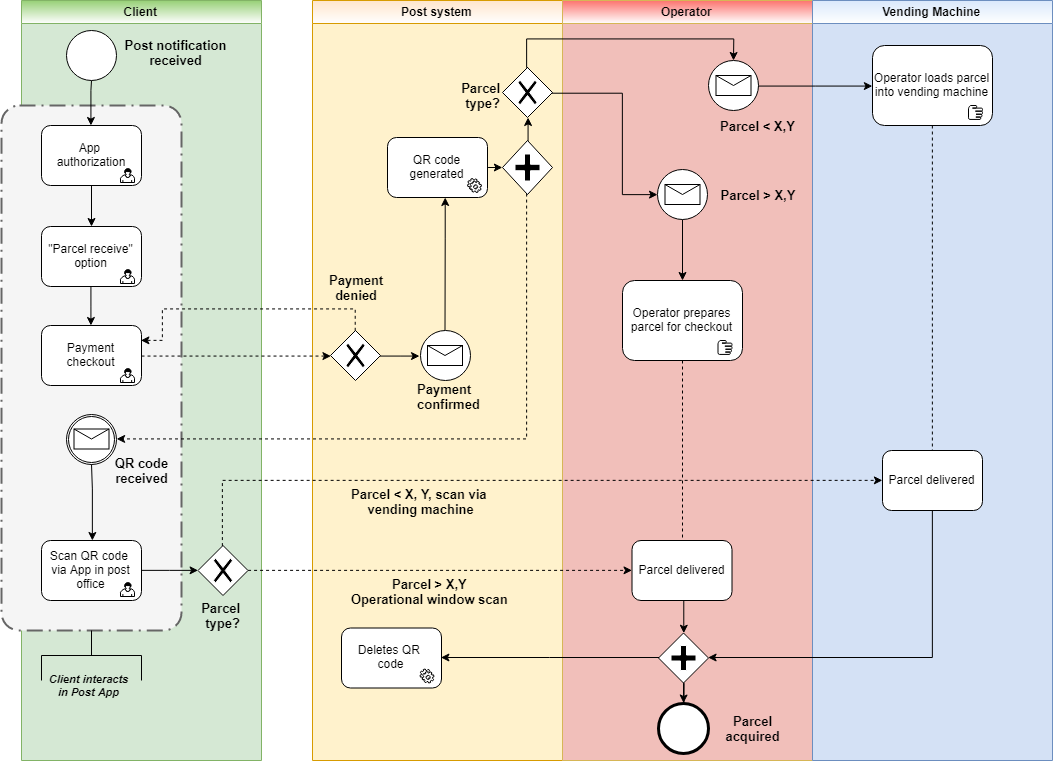 Client
Post system
Operator
Vending Machine
Post notification
received
App
authorization
"Parcel receive"
option
Payment
checkout
QR code
received
Scan QR code
via App in post
office
Parcel
type?
Client interacts
in Post App
Parcel
type?
QR code
generated
Payment
denied
Payment
confirmed
Parcel < X, Y, scan via
vending machine
Parcel > X,Y
Operational window scan
Deletes QR
code
Parcel < X,Y
Parcel > X,Y
Operator prepares
parcel for checkout
Parcel delivered
Parcel
acquired
Operator loads parcel
into vending machine
Parcel delivered